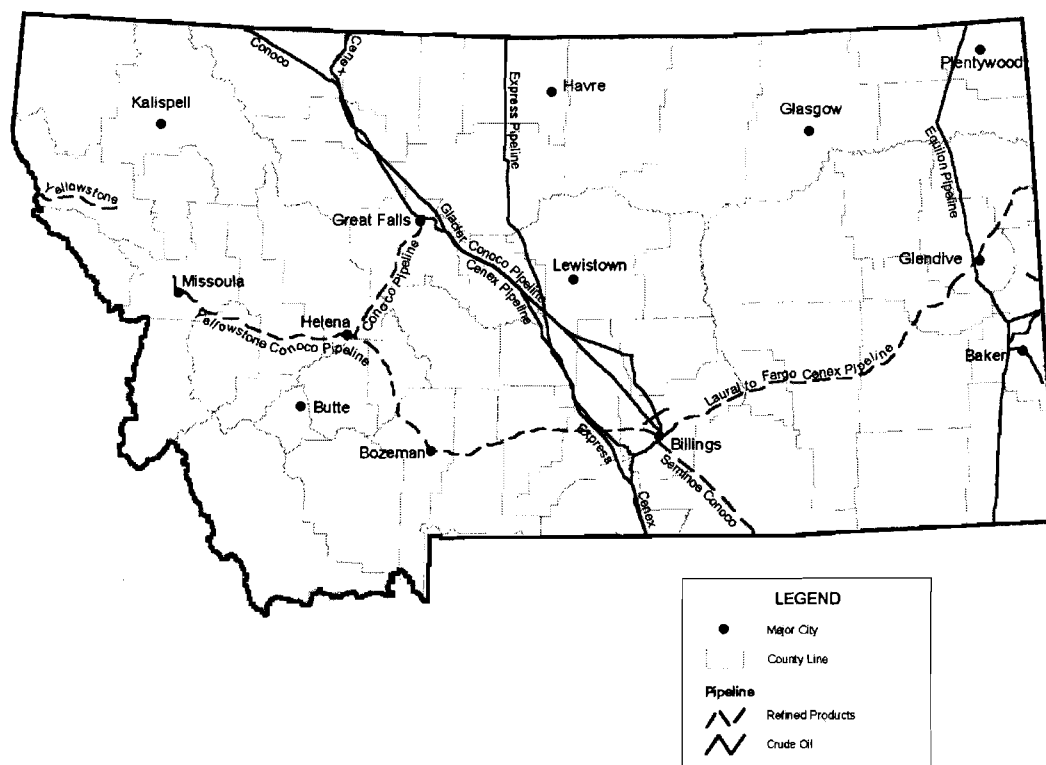 Conoco
Cenex
Express Pipeline
Havre
Plentywood
Kalispell
Glasgow
Equilon Pipeline
Yellowstone
Great Falls
Glacier Conoco Pipeline
Cenex Pipeline
Conoco Pipeline
Lewistown
Glendive
Missoula
Helena
Yellowstone Conoco Pipeline
Baker
Laural to Fargo Cenex Pipeline
Butte
Bozeman
Billings
Express
Seminoe Conoco
Cenex
LEGEND
Major City
County Line
Pipeline
Refined Products
Crude Oil